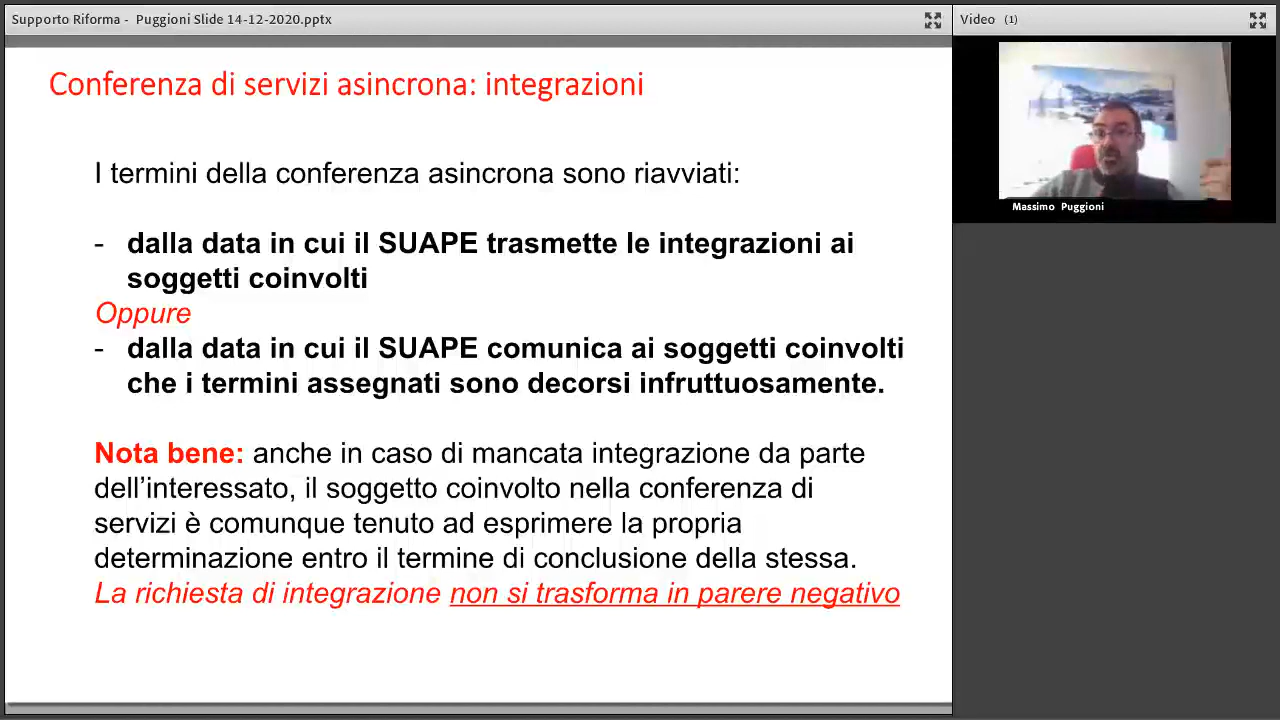 Supporto Riforma - Puggioni Slide 14-12-2020.pptx
Video (1)
Conferenza di servizi asincrona: integrazioni
I termini della conferenza asincrona sono riavviati:
- dalla data in cui il SUAPE trasmette le integrazioni ai
soggetti coinvolti
Oppure
- dalla data in cui il SUAPE comunica ai soggetti coinvolti
che i termini assegnati sono decorsi infruttuosamente.
Nota bene: anche in caso di mancata integrazione da parte
dell’interessato, il soggetto coinvolto nella conferenza di
servizi è comunque tenuto ad esprimere la propria
determinazione entro il termine di conclusione della stessa.
La richiesta di integrazione non si trasforma in parere negativo
Massimo Puggioni